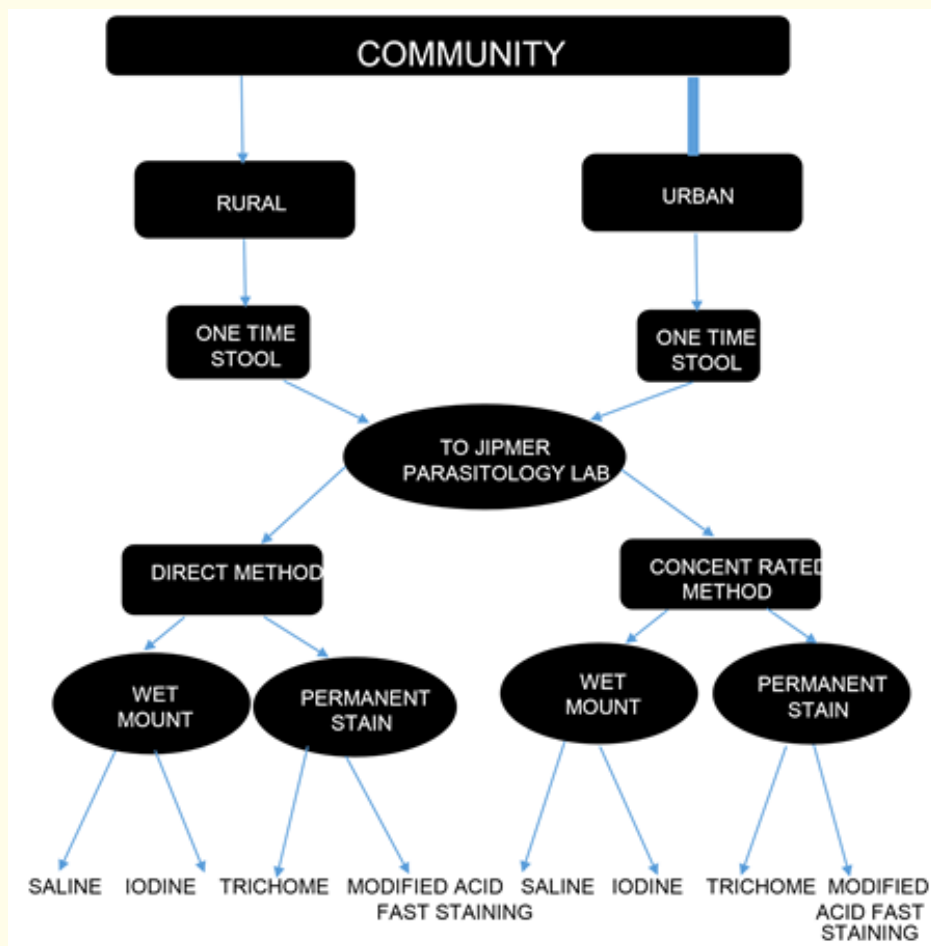 COMMUNITY
RURAL
URBAN
ONE TIME
STOOL
ONE TIME
STOOL
TO JIPMER
PARASITOLOGY LAB
DIRECT METHOD
CONCENT RATED
METHOD
WET
MOUNT
PERMANENT
STAIN
WET
MOUNT
PERMANENT
STAIN
SALINE
IODINE
TRICHOME
MODIFIED ACID
FAST STAINING
SALINE
IODINE
TRICHOME
MODIFIED
ACID FAST
STAINING